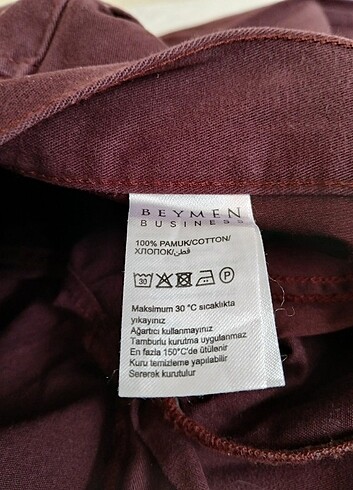 BEYMEN
BUSINESS
100% PAMUK/COTTON/
ХЛОПОК/قطن
30 P
Maksimum 30 °C sıcaklıkta
yıkayınız
Ağartıcı kullanmayınız
Tamburlu kurutma uygulanmaz
En fazla 150°C'de ütülenir
Kuru temizleme yapılabilir
Sererek kurutulur